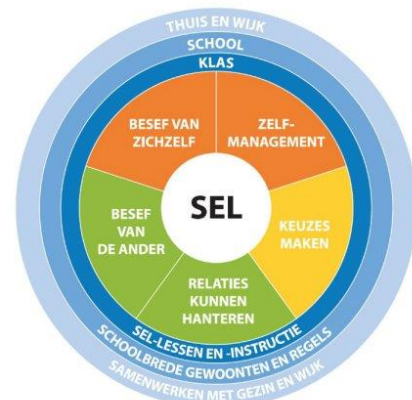 THUIS EN WIJK
SCHOOL
KLAS
BESEF VAN
ZICHZELF
ZELF-
MANAGEMENT
SEL
BESEF
VAN
DE ANDER
KEUZES
MAKEN
RELATIES
KUNNEN
HANTEREN
SEL-LESSEN EN -INSTRUCTIE
SCHOOLBREDE GEWOONTEN EN REGELS
SAMENWERKEN MET GEZIN EN WIJK